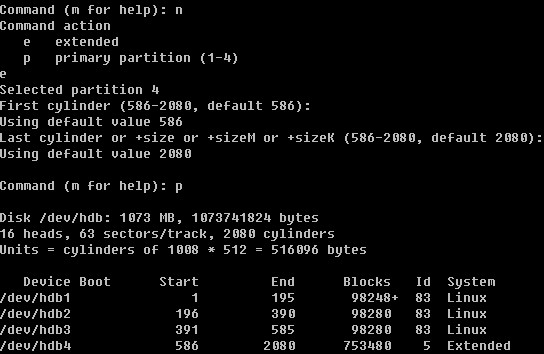 Command (m for help): n
Command action
   e   extended
   p   primary partition (1-4)
e
Selected partition 4
First cylinder (586-2080, default 586):
Using default value 586
Last cylinder or +size or +sizeM or +sizeK (586-2080, default 2080):
Using default value 2080

Command (m for help): p

Disk /dev/hdb: 1073 MB, 1073741824 bytes
16 heads, 63 sectors/track, 2080 cylinders
Units = cylinders of 1008 * 512 = 516096 bytes

   Device Boot      Start         End      Blocks   Id  System
/dev/hdb1               1         195       98248+  83  Linux
/dev/hdb2             196         390       98280   83  Linux
/dev/hdb3             391         585       98280   83  Linux
/dev/hdb4             586        2080      753480    5  Extended